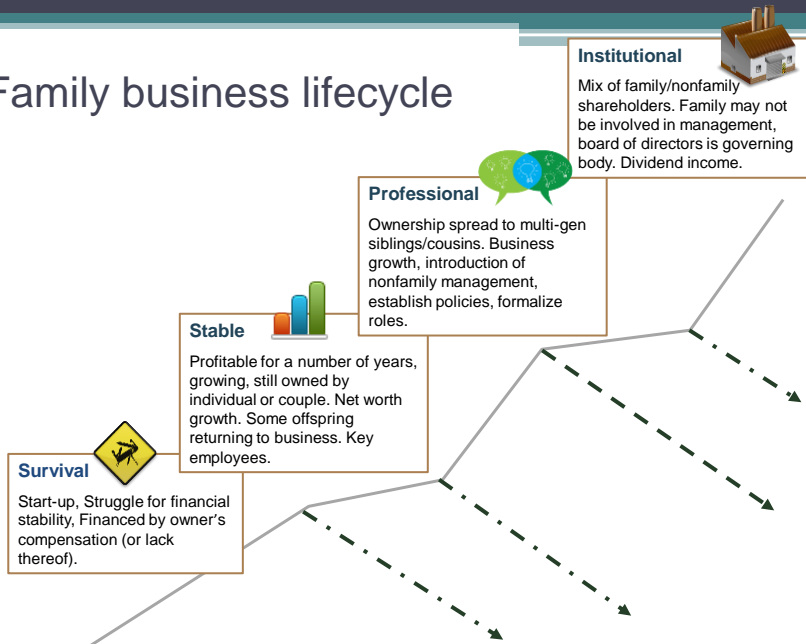 Family business lifecycle
Institutional
Mix of family/nonfamily
shareholders. Family may not
be involved in management,
board of directors is governing
body. Dividend income.
Professional
Ownership spread to multi-gen
siblings/cousins. Business
growth, introduction of
nonfamily management,
establish policies, formalize
roles.
Stable
Profitable for a number of years,
growing, still owned by
individual or couple. Net worth
growth. Some offspring
returning to business. Key
employees.
Survival
Start-up, Struggle for financial
stability, Financed by owner’s
compensation (or lack
thereof).